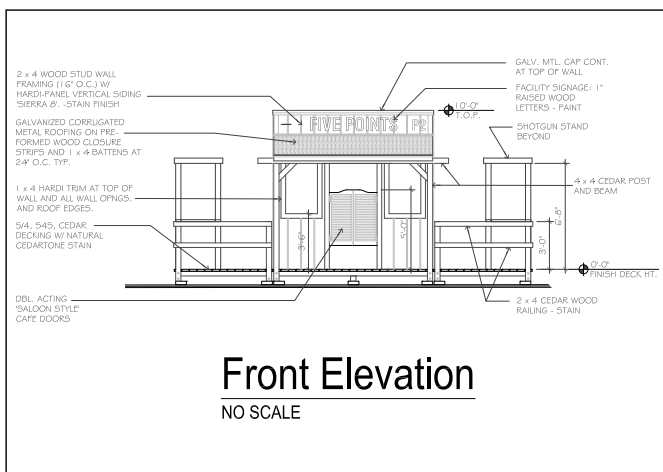 2 x 4 WOOD STUD WALL
FRAMING (16" O.C.) W/
HARDI-PANEL VERTICAL SIDING
'SIERRA 8'. -STAIN FINISH
GALVANIZED CORRUGATED
METAL ROOFING ON PRE-
FORMED WOOD CLOSURE
STRIPS AND 1 x 4 BATTENS AT
24" O.C. TYP.
1 x 4 HARDI TRIM AT TOP OF
WALL AND ALL WALL OPNGS.
AND ROOF EDGES.
5/4, S4S, CEDAR
DECKING W/ NATURAL
CEDARTONE STAIN
DBL. ACTING
'SALOON STYLE'
CAFE DOORS
FIVE POINTS P2
3'-6"
5'-0"
GALV. MTL. CAP CONT.
AT TOP OF WALL
FACILITY SIGNAGE: 1"
RAISED WOOD
LETTERS - PAINT
10'-0"
T.O.P.
SHOTGUN STAND
BEYOND
4 x 4 CEDAR POST
AND BEAM
6'-8"
3'-0"
0'-0"
FINISH DECK HT.
2 x 4 CEDAR WOOD
RAILING - STAIN
Front Elevation
NO SCALE